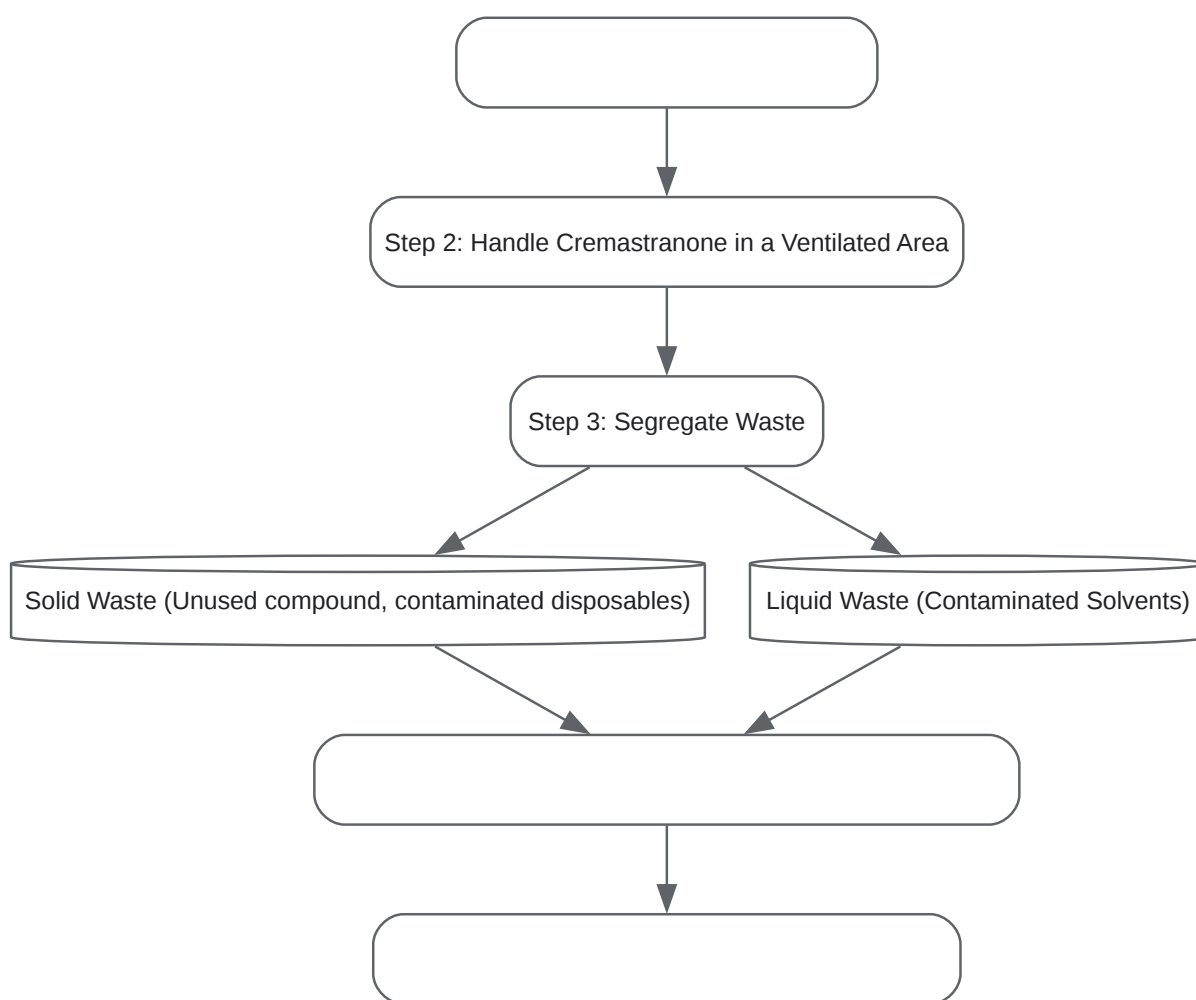 Step 2: Handle Cremastranone in a Ventilated Area
Step 3: Segregate Waste
Solid Waste (Unused compound, contaminated disposables)
Liquid Waste (Contaminated Solvents)